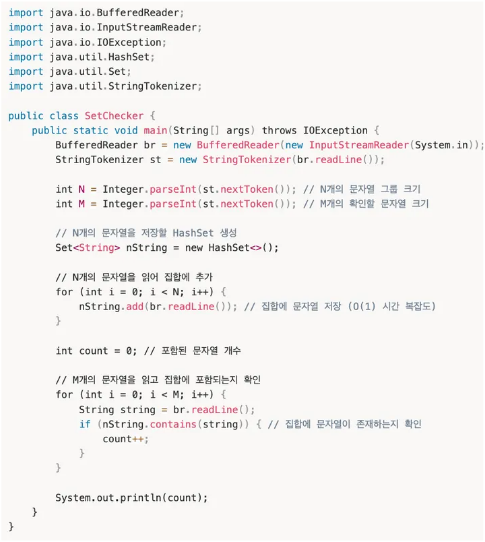 import java.io.BufferedReader;
import java.io.InputStreamReader;
import java.io.IOException;
import java.util.HashSet;
import java.util.Set;
import java.util.StringTokenizer;

public class SetChecker {
    public static void main(String[] args) throws IOException {
        BufferedReader br = new BufferedReader(new InputStreamReader(System.in));
        StringTokenizer st = new StringTokenizer(br.readLine());

        int N = Integer.parseInt(st.nextToken()); // N개의 문자열 그룹 크기
        int M = Integer.parseInt(st.nextToken()); // M개의 확인할 문자열 크기

        // N개의 문자열을 저장할 HashSet 생성
        Set<String> nString = new HashSet<>();

        // N개의 문자열을 읽어 집합에 추가
        for (int i = 0; i < N; i++) {
            nString.add(br.readLine()); // 집합에 문자열 저장 (O(1) 시간 복잡도)
        }

        int count = 0; // 포함된 문자열 개수

        // M개의 문자열을 읽고 집합에 포함되는지 확인
        for (int i = 0; i < M; i++) {
            String string = br.readLine();
            if (nString.contains(string)) { // 집합에 문자열이 존재하는지 확인
                count++;
            }
        }

        System.out.println(count);
    }
}